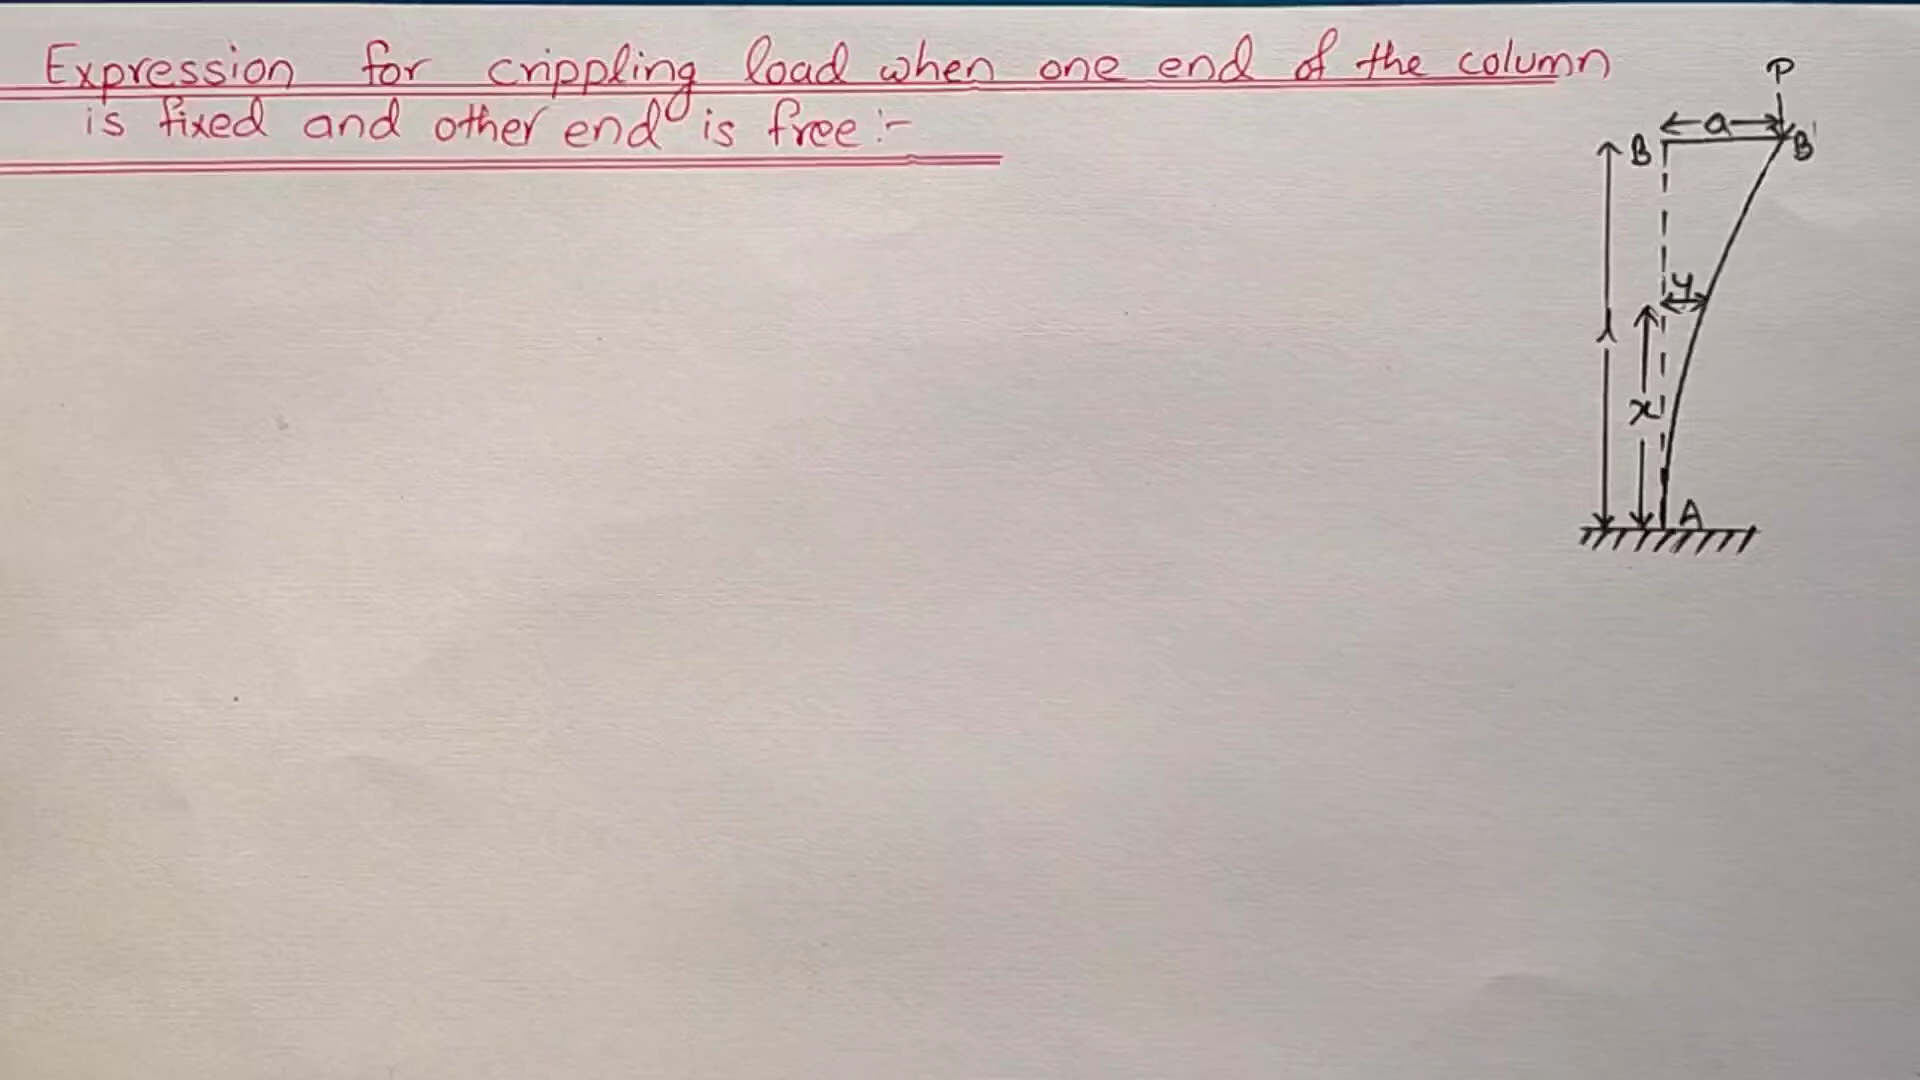 Expression for crippling load when one end of the column
is fixed and other end is free :-
P
a
B
B'
y
l
x
A